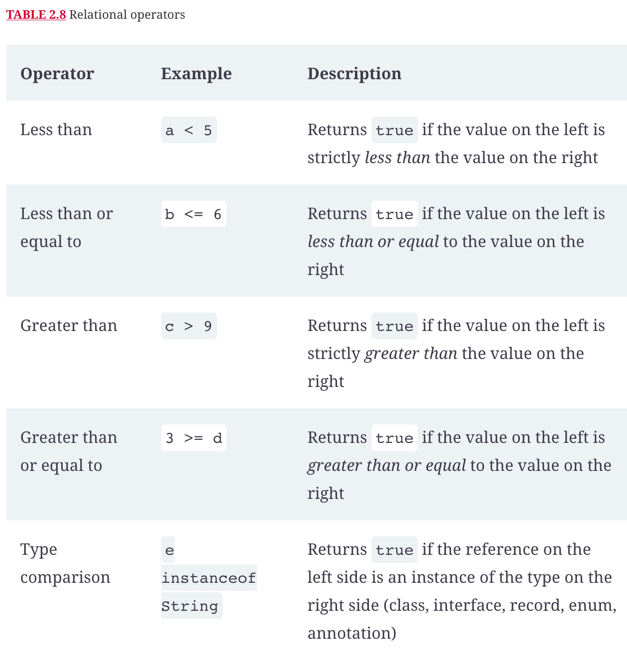 TABLE 2.8 Relational operators
Operator Example Description
Less than a < 5 Returns true if the value on the left is
strictly less than the value on the right
Less than or b <= 6 Returns true if the value on the left is
equal to less than or equal to the value on the
right
Greater than c > 9 Returns true if the value on the left is
strictly greater than the value on the
right
Greater than 3 >= d Returns true if the value on the left is
or equal to greater than or equal to the value on the
right
Type e Returns true if the reference on the
comparison instanceof left side is an instance of the type on the
String right side (class, interface, record, enum,
annotation)